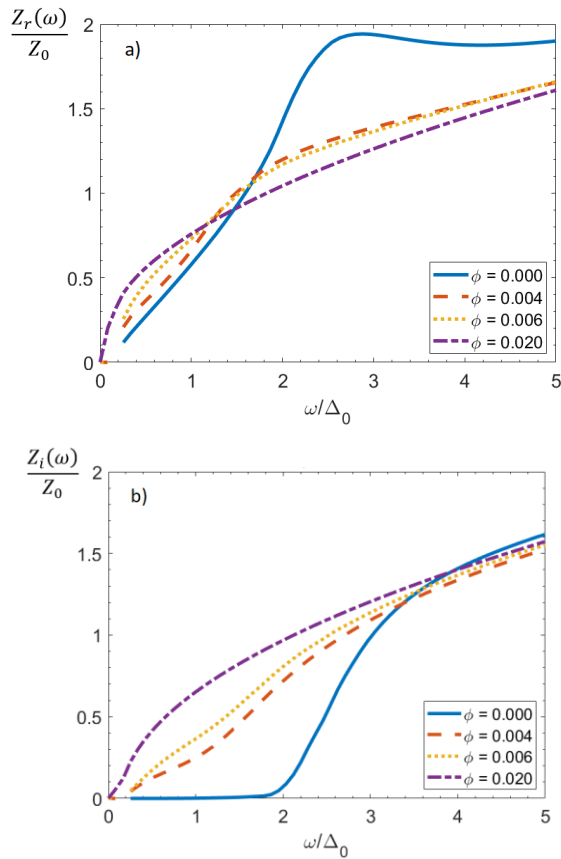 Z_r(ω)/Z_0
a)
2
1.5
1
0.5
0
0 1 2 3 4 5
ω/Δ_0
ϕ = 0.000
ϕ = 0.004
ϕ = 0.006
ϕ = 0.020
Z_i(ω)/Z_0
b)
2
1.5
1
0.5
0
0 1 2 3 4 5
ω/Δ_0
ϕ = 0.000
ϕ = 0.004
ϕ = 0.006
ϕ = 0.020